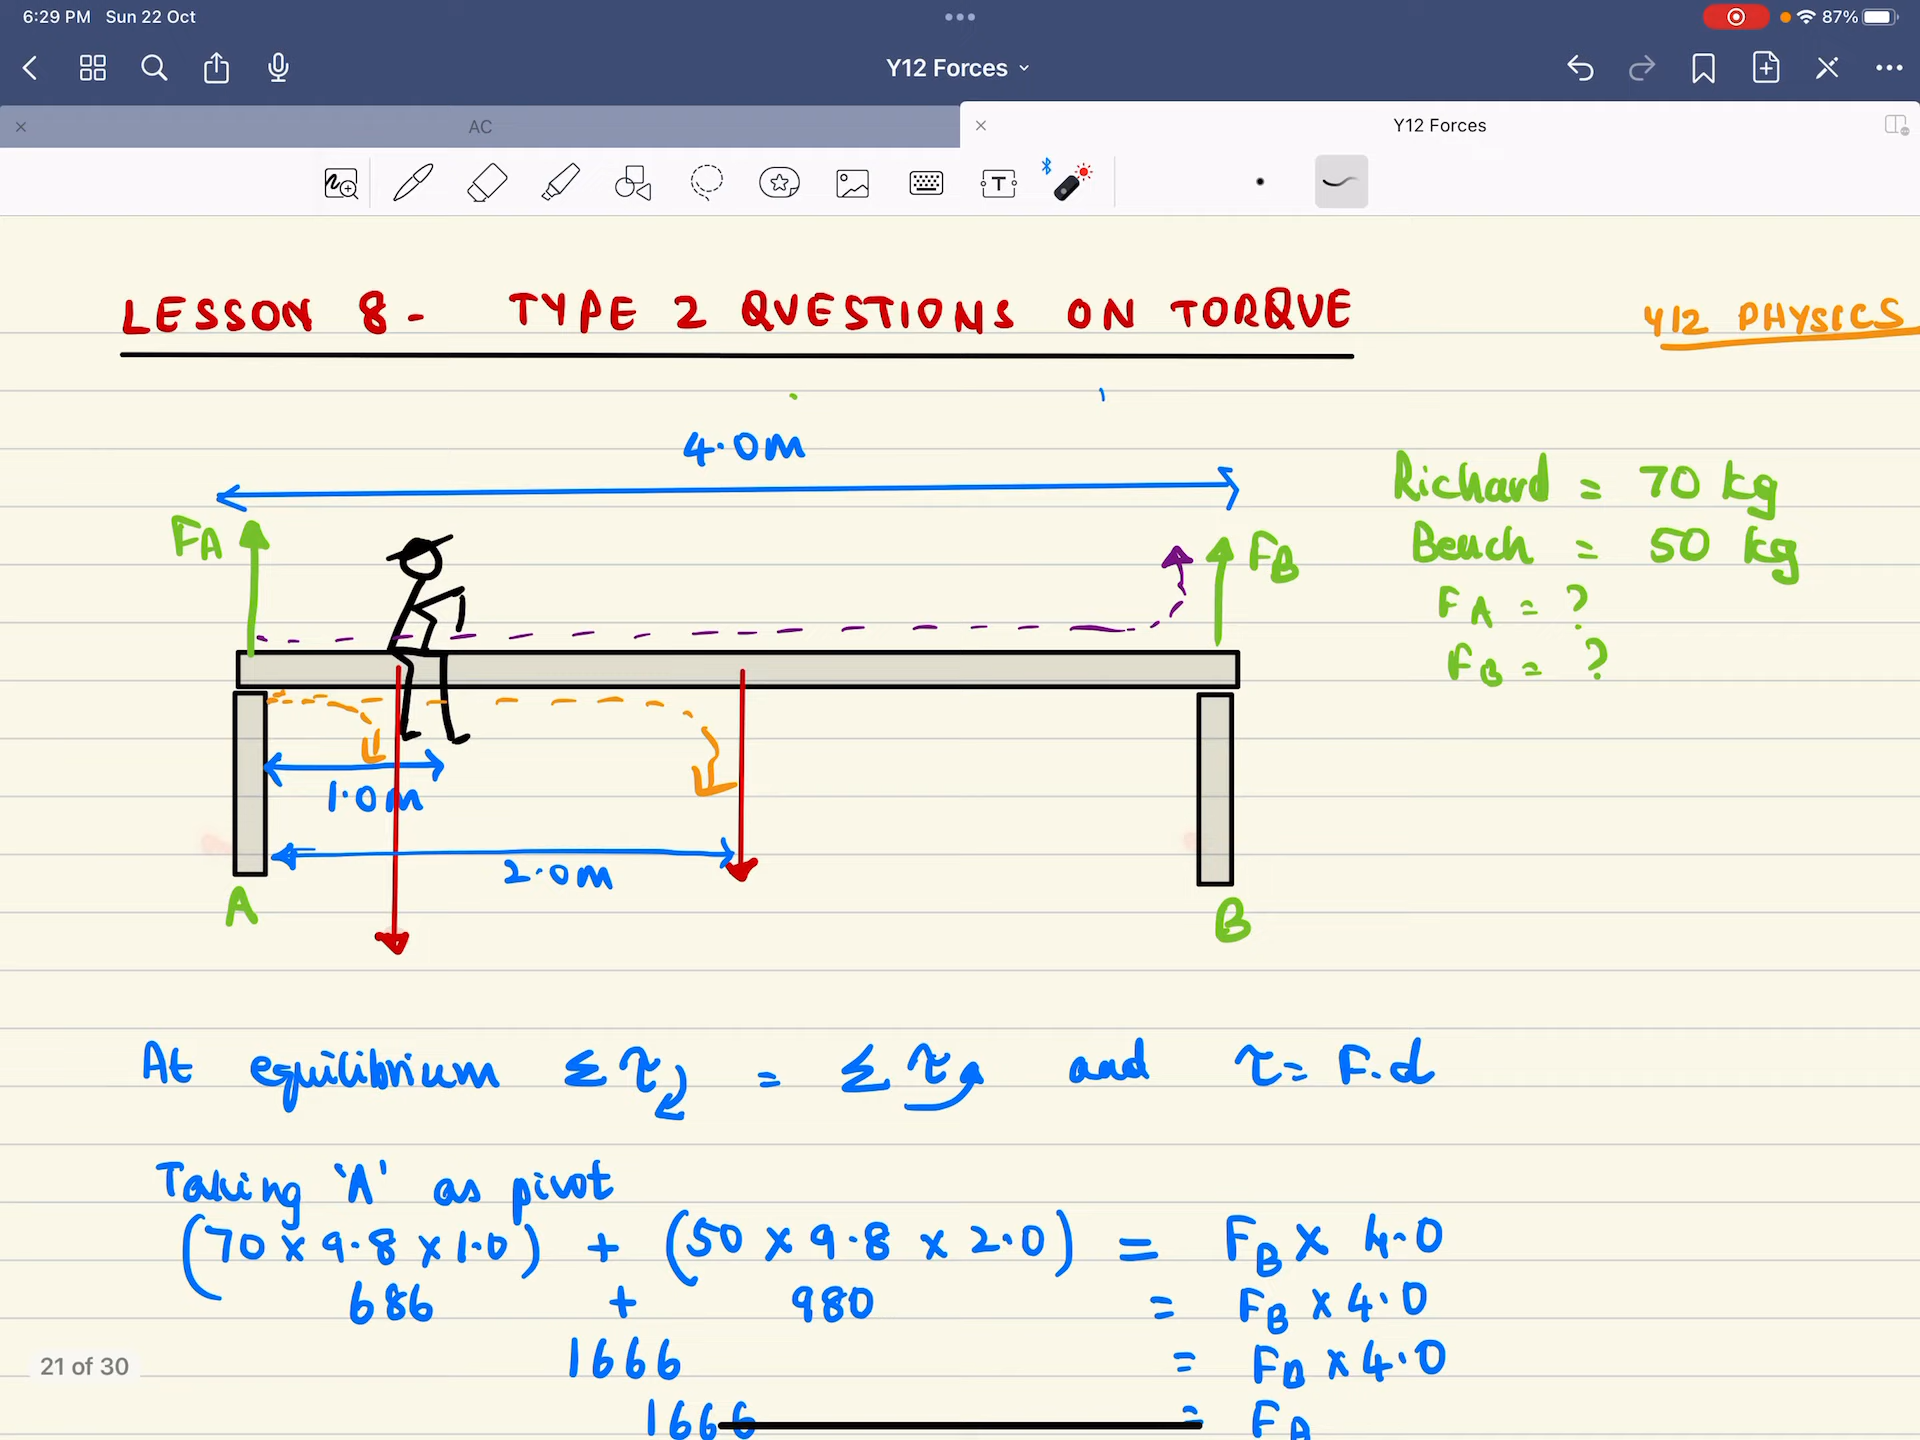 6:29 PM Sun 22 Oct
87%
Y12 Forces
AC
Y12 Forces
T
LESSON 8 - TYPE 2 QUESTIONS ON TORQUE
Y12 PHYSICS
4.0m
Richard = 70 kg
Bench = 50 kg
FA = ?
FB = ?
FA
FB
1.0m
2.0m
A
B
At equilibrium Σ τ = Σ τ and τ = F.d
Taking 'A' as pivot
(70 × 9.8 × 1.0) + (50 × 9.8 × 2.0) = FB × 4.0
686 + 980 = FB × 4.0
1666 = FB × 4.0
1666 =
21 of 30